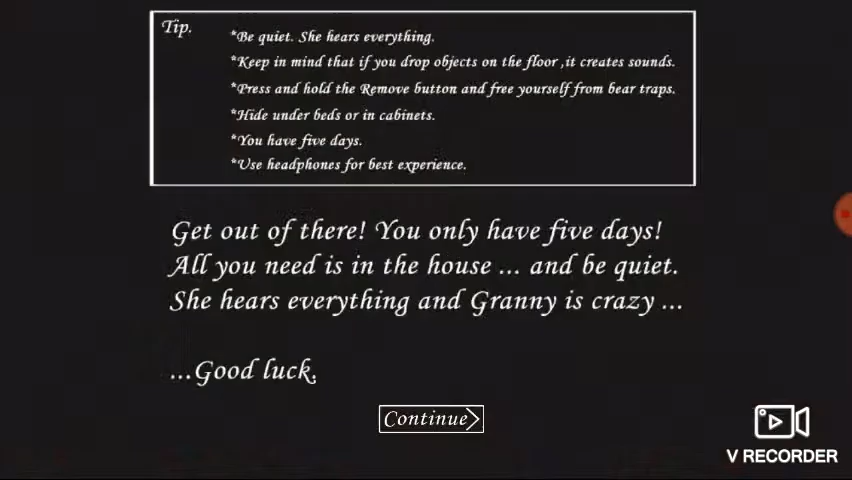 Tip.
*Be quiet. She hears everything.
*Keep in mind that if you drop objects on the floor ,it creates sounds.
*Press and hold the Remove button and free yourself from bear traps.
*Hide under beds or in cabinets.
*You have five days.
*Use headphones for best experience.
Get out of there! You only have five days!
All you need is in the house ... and be quiet.
She hears everything and Granny is crazy ...
...Good luck.
Continue
V RECORDER